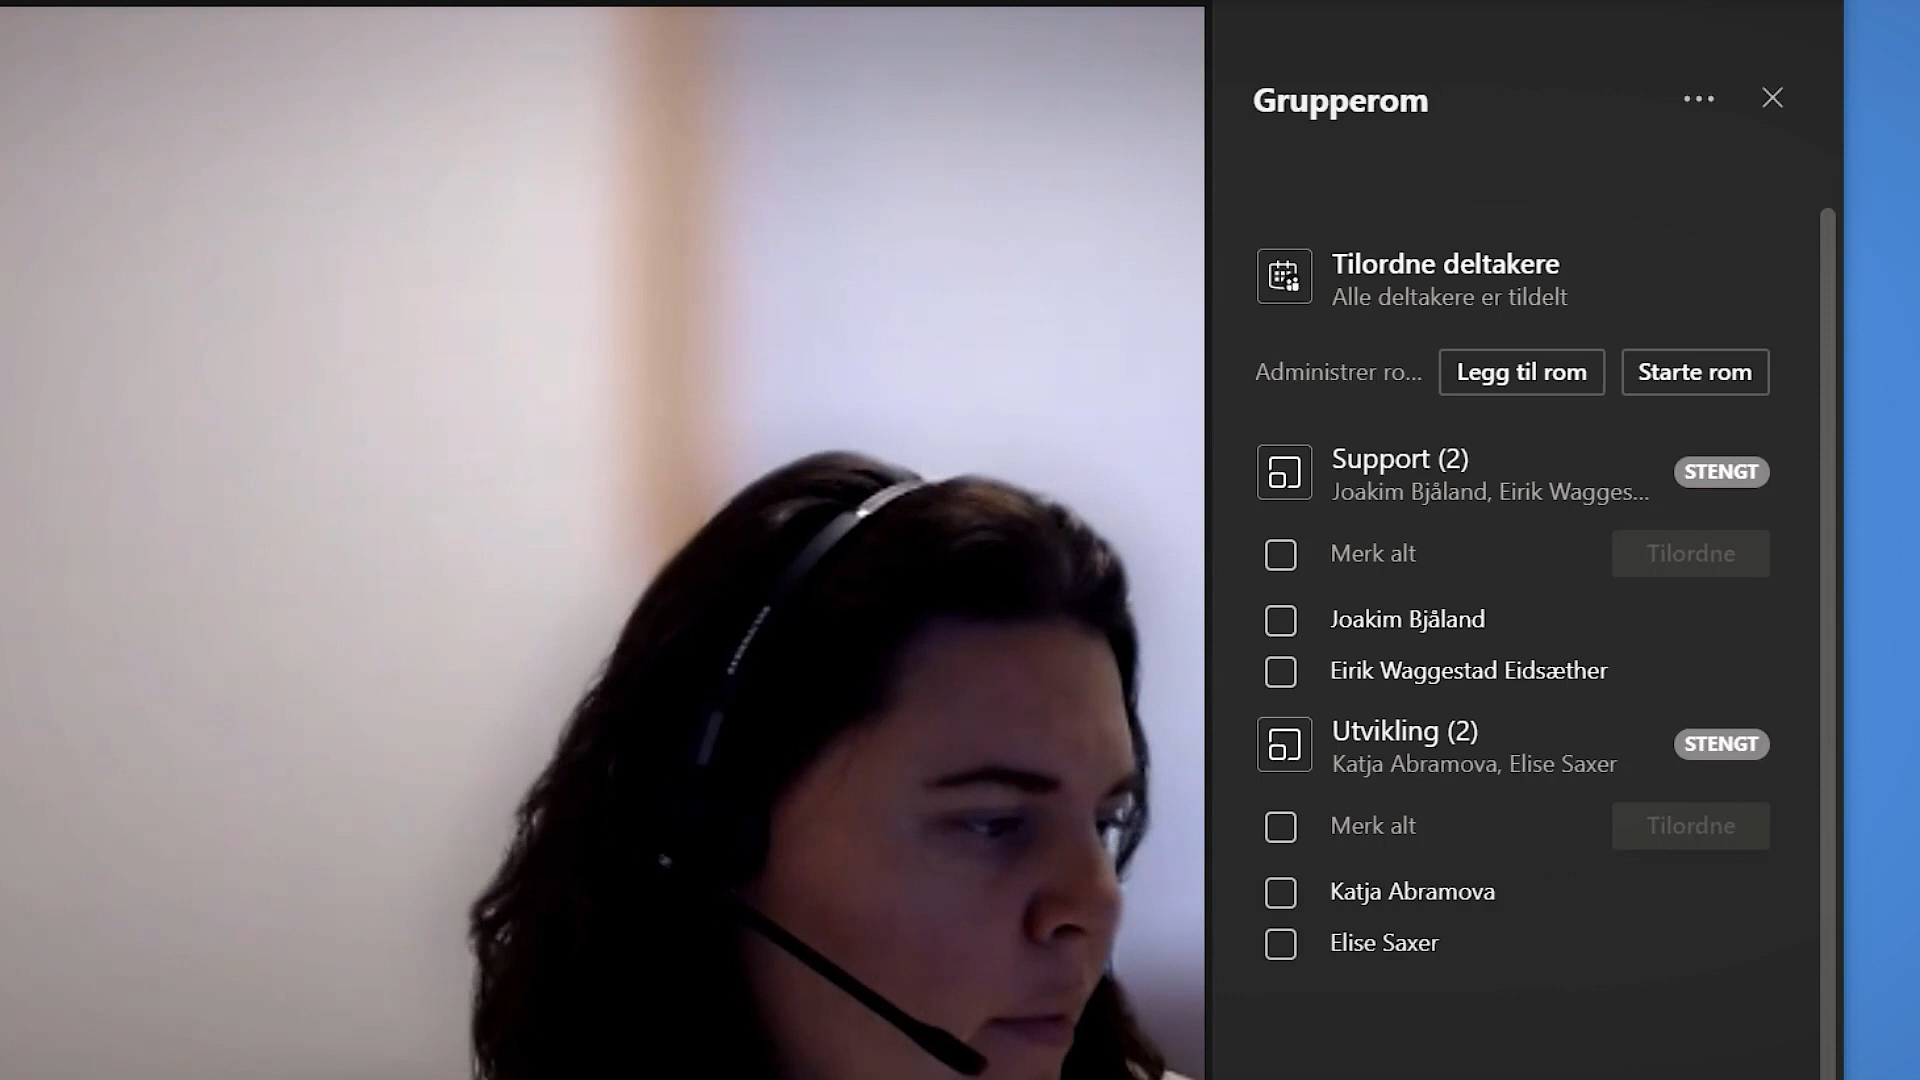 Grupperom
Tilordne deltakere
Alle deltakere er tildelt
Administrer ro...
Legg til rom
Starte rom
Support (2)
STENGT
Joakim Bjåland, Eirik Wagges...
Merk alt
Tilordne
Joakim Bjåland
Eirik Waggestad Eidsæther
Utvikling (2)
STENGT
Katja Abramova, Elise Saxer
Merk alt
Tilordne
Katja Abramova
Elise Saxer